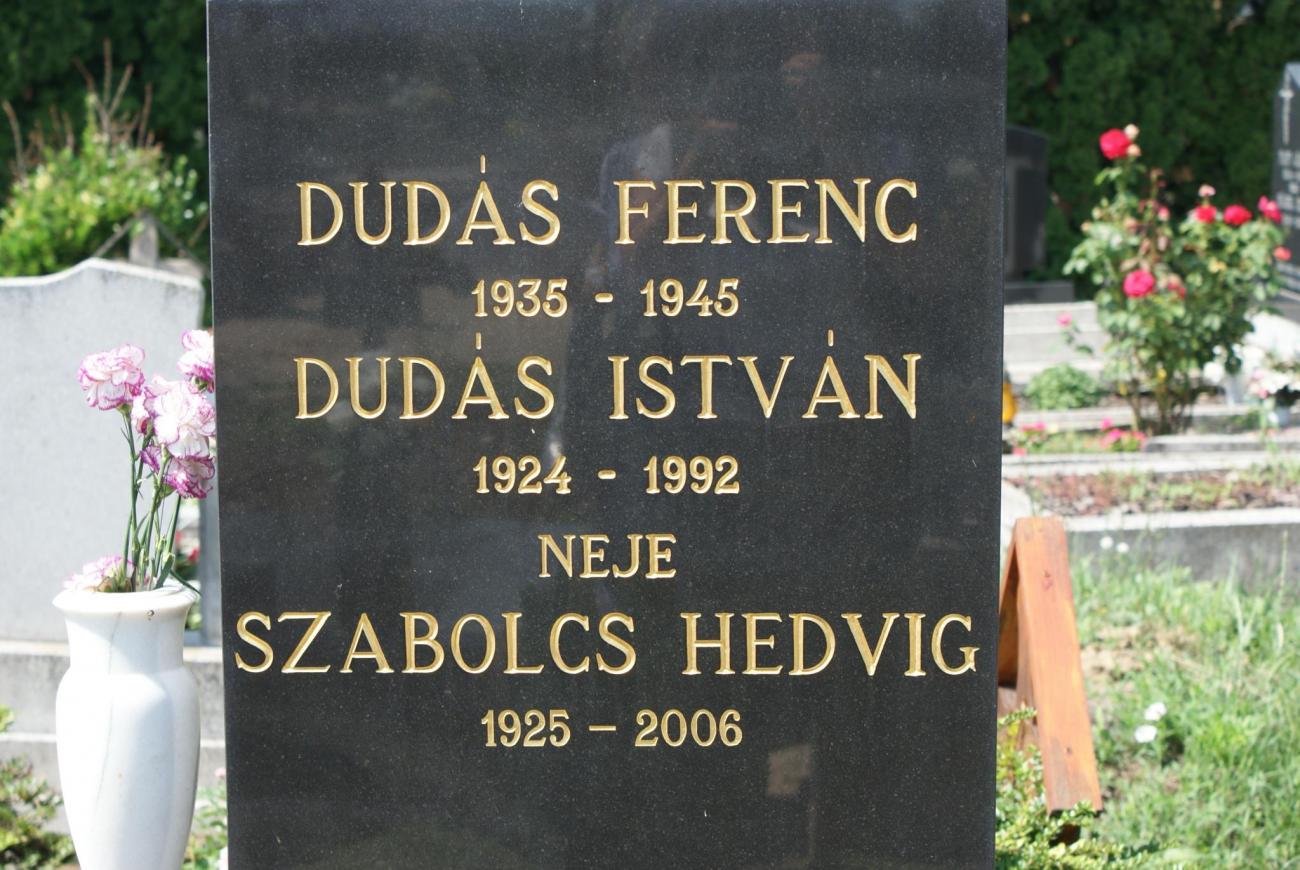 DUDÁS FERENC
1935 - 1945
DUDÁS ISTVÁN
1924 - 1992
NEJE
SZABOLCS HEDVIG
1925 - 2006